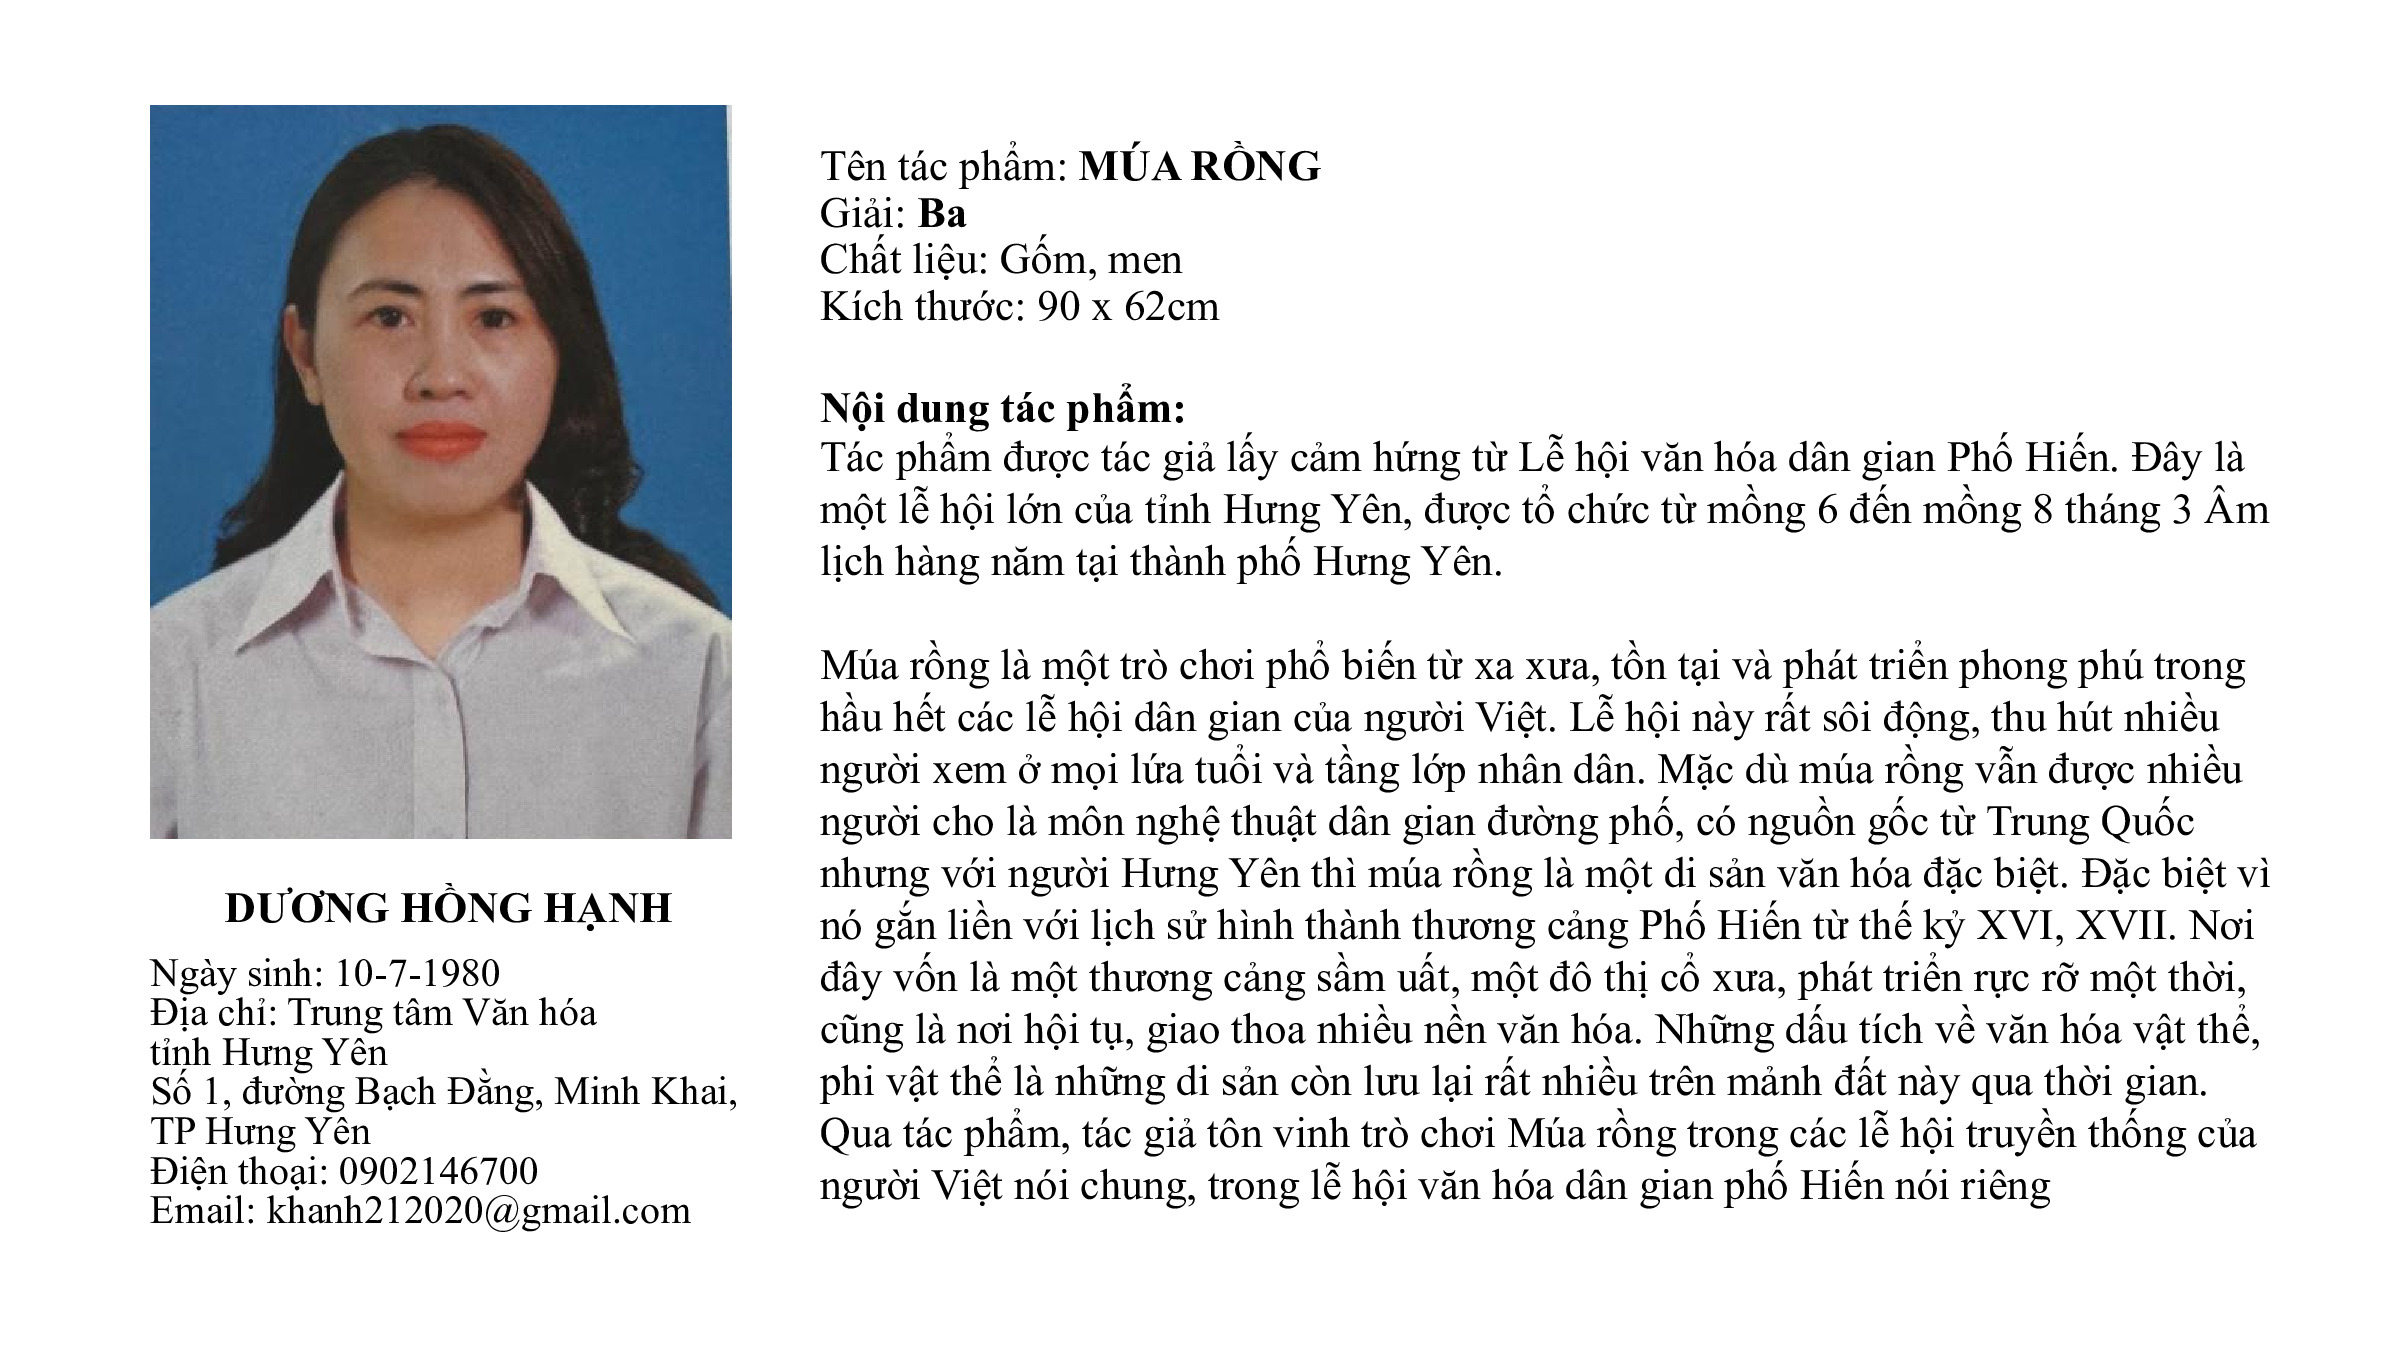 DƯƠNG HỒNG HẠNH
Ngày sinh: 10-7-1980
Địa chỉ: Trung tâm Văn hóa
tỉnh Hưng Yên
Số 1, đường Bạch Đằng, Minh Khai,
TP Hưng Yên
Điện thoại: 0902146700
Email: khanh212020@gmail.com
Tên tác phẩm: MÚA RỒNG
Giải: Ba
Chất liệu: Gốm, men
Kích thước: 90 x 62cm
Nội dung tác phẩm:
Tác phẩm được tác giả lấy cảm hứng từ Lễ hội văn hóa dân gian Phố Hiến. Đây là
một lễ hội lớn của tỉnh Hưng Yên, được tổ chức từ mồng 6 đến mồng 8 tháng 3 Âm
lịch hàng năm tại thành phố Hưng Yên.
Múa rồng là một trò chơi phổ biến từ xa xưa, tồn tại và phát triển phong phú trong
hầu hết các lễ hội dân gian của người Việt. Lễ hội này rất sôi động, thu hút nhiều
người xem ở mọi lứa tuổi và tầng lớp nhân dân. Mặc dù múa rồng vẫn được nhiều
người cho là môn nghệ thuật dân gian đường phố, có nguồn gốc từ Trung Quốc
nhưng với người Hưng Yên thì múa rồng là một di sản văn hóa đặc biệt. Đặc biệt vì
nó gắn liền với lịch sử hình thành thương cảng Phố Hiến từ thế kỷ XVI, XVII. Nơi
đây vốn là một thương cảng sầm uất, một đô thị cổ xưa, phát triển rực rỡ một thời,
cũng là nơi hội tụ, giao thoa nhiều nền văn hóa. Những dấu tích về văn hóa vật thể,
phi vật thể là những di sản còn lưu lại rất nhiều trên mảnh đất này qua thời gian.
Qua tác phẩm, tác giả tôn vinh trò chơi Múa rồng trong các lễ hội truyền thống của
người Việt nói chung, trong lễ hội văn hóa dân gian phố Hiến nói riêng